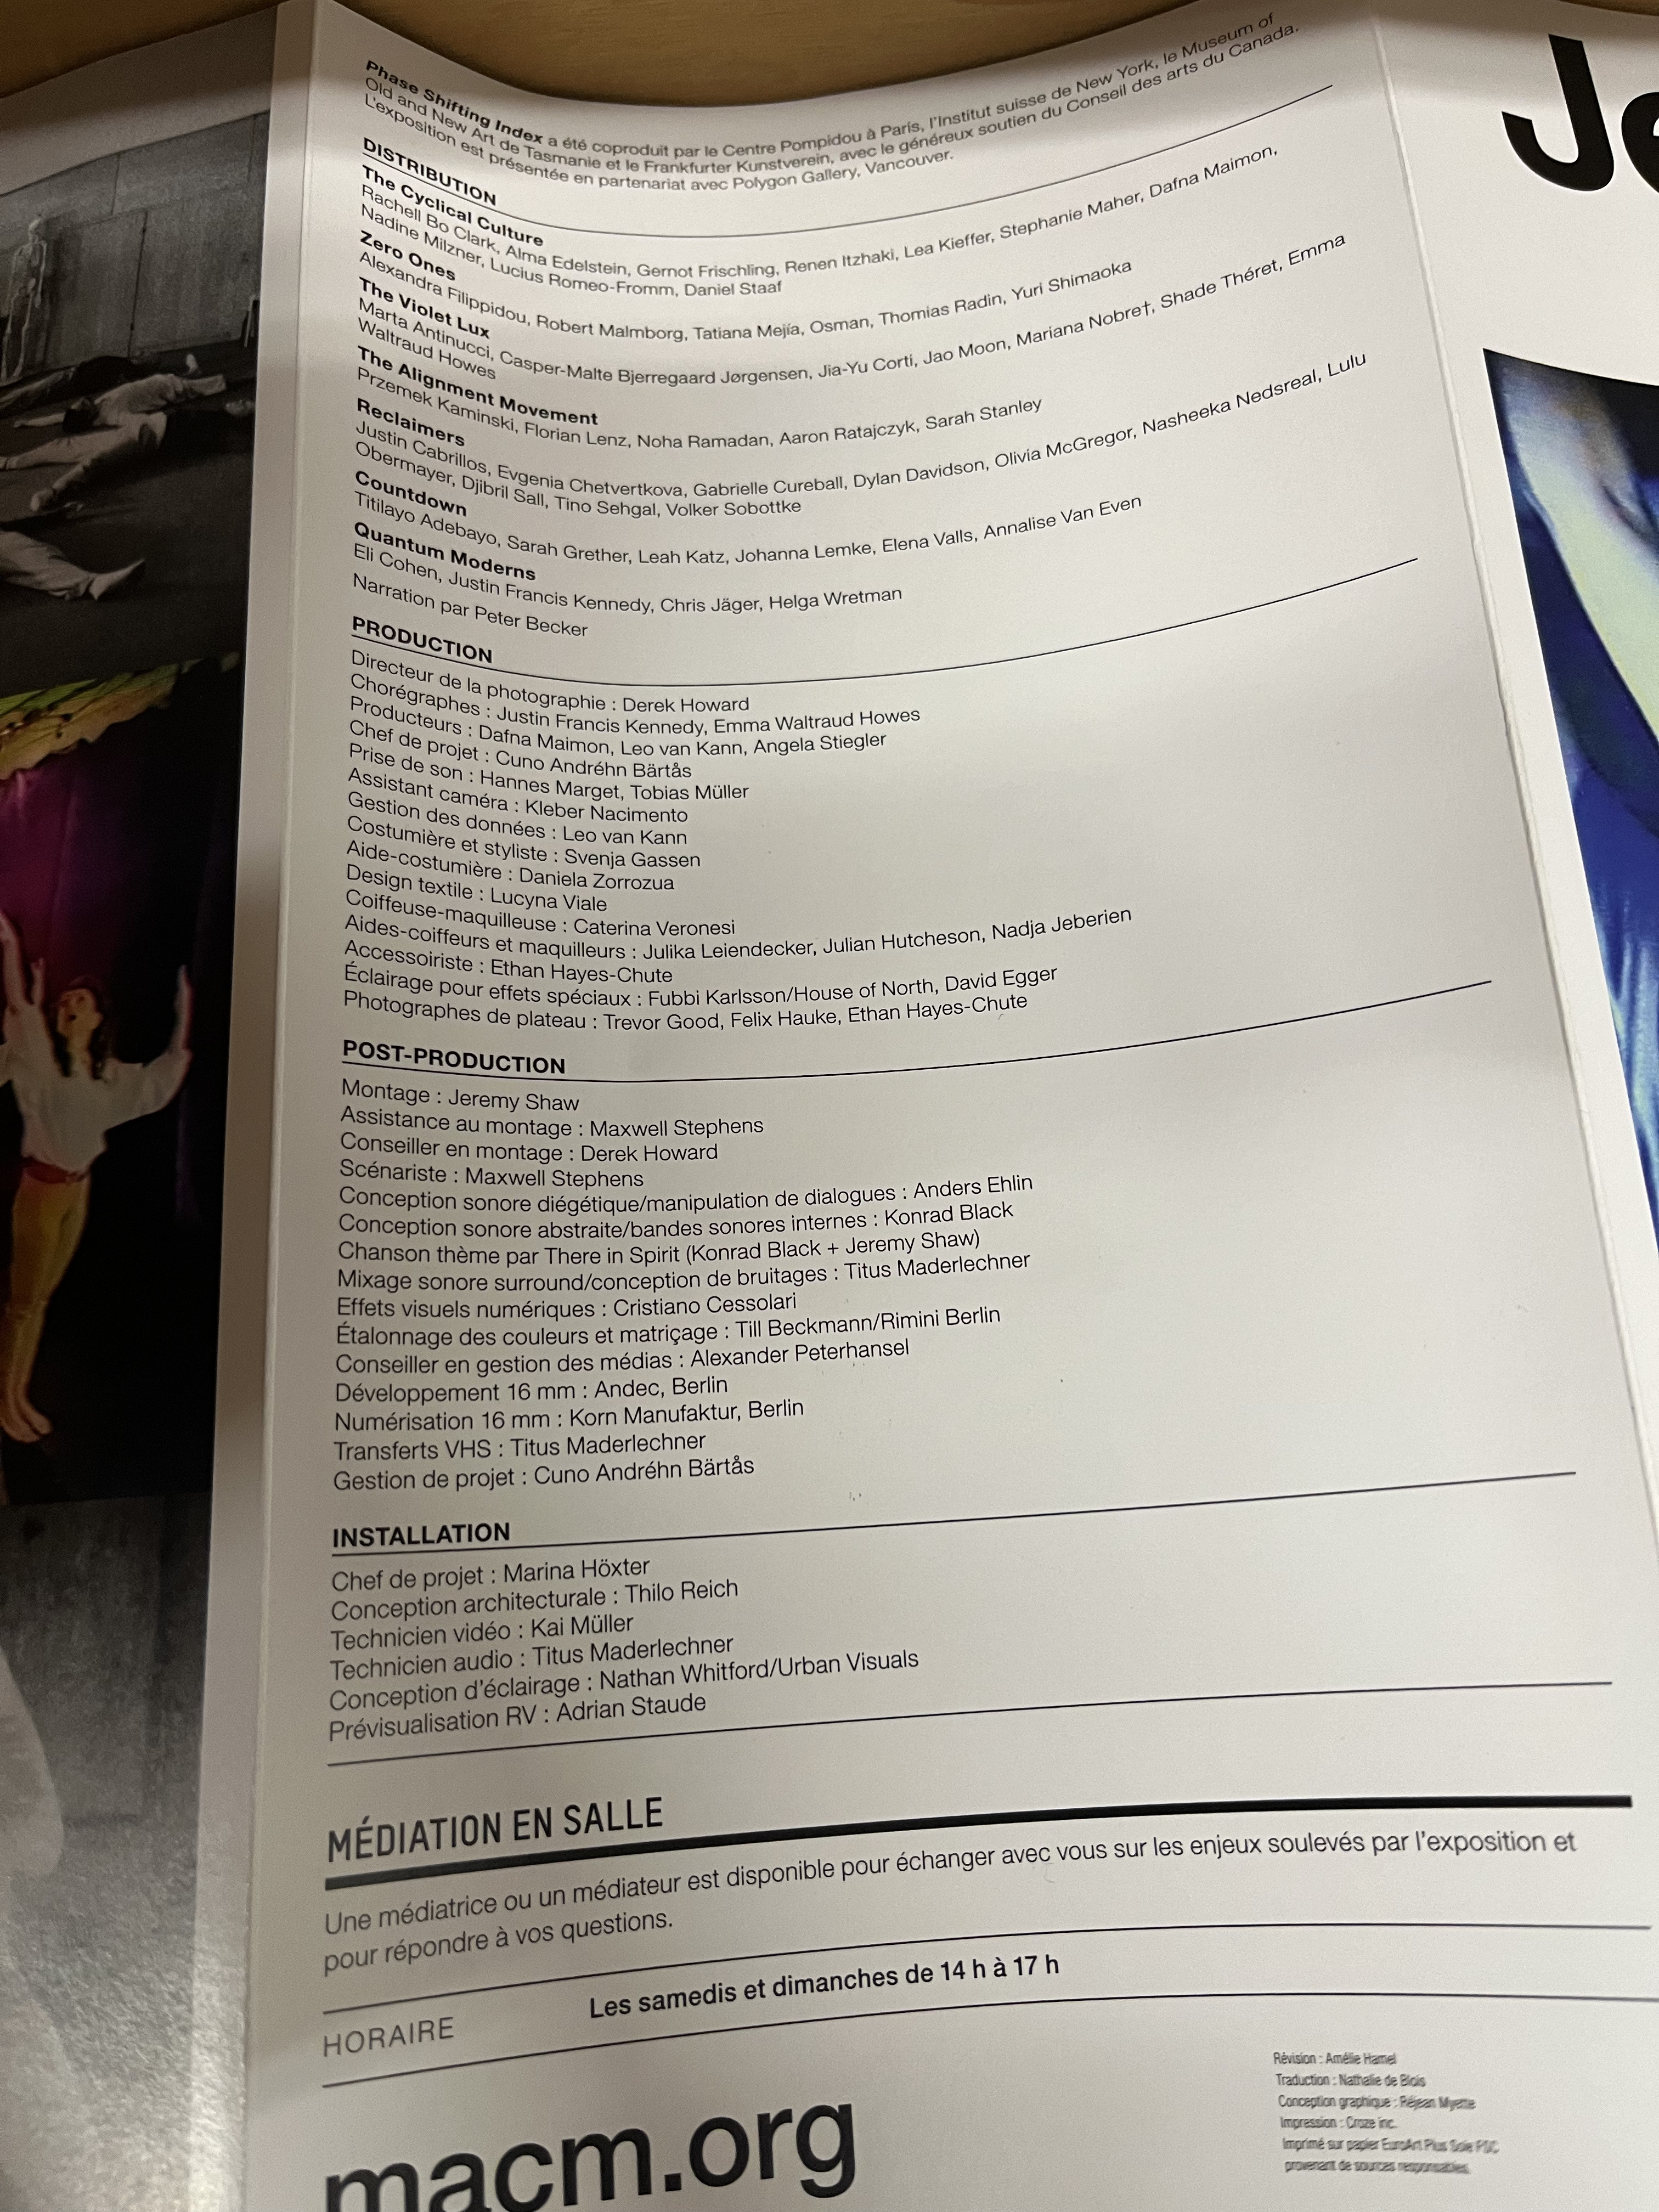 Phase Shifting Index a été coproduit par le Centre Pompidou à Paris, l'Institut suisse de New York, le Museum of
Old and New Art de Tasmanie et le Frankfurter Kunstverein, avec le généreux soutien du Conseil des arts du Canada.
L'exposition est présentée en partenariat avec Polygon Gallery, Vancouver.
DISTRIBUTION
The Cyclical Culture
Rachell Bo Clark, Alma Edelstein, Gernot Frischling, Renen Itzhaki, Lea Kieffer, Stephanie Maher, Dafna Maimon,
Nadine Milzner, Lucius Romeo-Fromm, Daniel Staaf
Zero Ones
Alexandra Filippidou, Robert Malmborg, Tatiana Mejía, Osman, Thomias Radin, Yuri Shimaoka
The Violet Lux
Marta Antinucci, Casper-Malte Bjerregaard Jørgensen, Jia-Yu Corti, Jao Moon, Mariana Nobre†, Shade Théret, Emma
Waltraud Howes
The Alignment Movement
Przemek Kaminski, Florian Lenz, Noha Ramadan, Aaron Ratajczyk, Sarah Stanley
Reclaimers
Justin Cabrillos, Evgenia Chetvertkova, Gabrielle Cureball, Dylan Davidson, Olivia McGregor, Nasheeka Nedsreal, Lulu
Obermayer, Djibril Sall, Tino Sehgal, Volker Sobottke
Countdown
Titilayo Adebayo, Sarah Grether, Leah Katz, Johanna Lemke, Elena Valls, Annalise Van Even
Quantum Moderns
Eli Cohen, Justin Francis Kennedy, Chris Jäger, Helga Wretman
Narration par Peter Becker
PRODUCTION
Directeur de la photographie : Derek Howard
Chorégraphes : Justin Francis Kennedy, Emma Waltraud Howes
Producteurs : Dafna Maimon, Leo van Kann, Angela Stiegler
Chef de projet : Cuno Andréhn Bärtås
Prise de son : Hannes Marget, Tobias Müller
Assistant caméra : Kleber Nacimento
Gestion des données : Leo van Kann
Costumière et styliste : Svenja Gassen
Aide-costumière : Daniela Zorrozua
Design textile : Lucyna Viale
Coiffeuse-maquilleuse : Caterina Veronesi
Aides-coiffeurs et maquilleurs : Julika Leiendecker, Julian Hutcheson, Nadja Jeberien
Accessoiriste : Ethan Hayes-Chute
Éclairage pour effets spéciaux : Fubbi Karlsson/House of North, David Egger
Photographes de plateau : Trevor Good, Felix Hauke, Ethan Hayes-Chute
POST-PRODUCTION
Montage : Jeremy Shaw
Assistance au montage : Maxwell Stephens
Conseiller en montage : Derek Howard
Scénariste : Maxwell Stephens
Conception sonore diégétique/manipulation de dialogues : Anders Ehlin
Conception sonore abstraite/bandes sonores internes : Konrad Black
Chanson thème par There in Spirit (Konrad Black + Jeremy Shaw)
Mixage sonore surround/conception de bruitages : Titus Maderlechner
Effets visuels numériques : Cristiano Cessolari
Étalonnage des couleurs et matriçage : Till Beckmann/Rimini Berlin
Conseiller en gestion des médias : Alexander Peterhansel
Développement 16 mm : Andec, Berlin
Numérisation 16 mm : Korn Manufaktur, Berlin
Transferts VHS : Titus Maderlechner
Gestion de projet : Cuno Andréhn Bärtås
INSTALLATION
Chef de projet : Marina Höxter
Conception architecturale : Thilo Reich
Technicien vidéo : Kai Müller
Technicien audio : Titus Maderlechner
Conception d'éclairage : Nathan Whitford/Urban Visuals
Prévisualisation RV : Adrian Staude
MÉDIATION EN SALLE
Une médiatrice ou un médiateur est disponible pour échanger avec vous sur les enjeux soulevés par l'exposition et
pour répondre à vos questions.
HORAIRE Les samedis et dimanches de 14 h à 17 h
macm.org
Révision : Amélie Hamel
Traduction : Nathalie de Blois
Conception graphique : Réjean Myette
Impression : Croze inc.
Imprimé sur papier EuroArt Plus Soie FSC
provenant de sources responsables.
Je